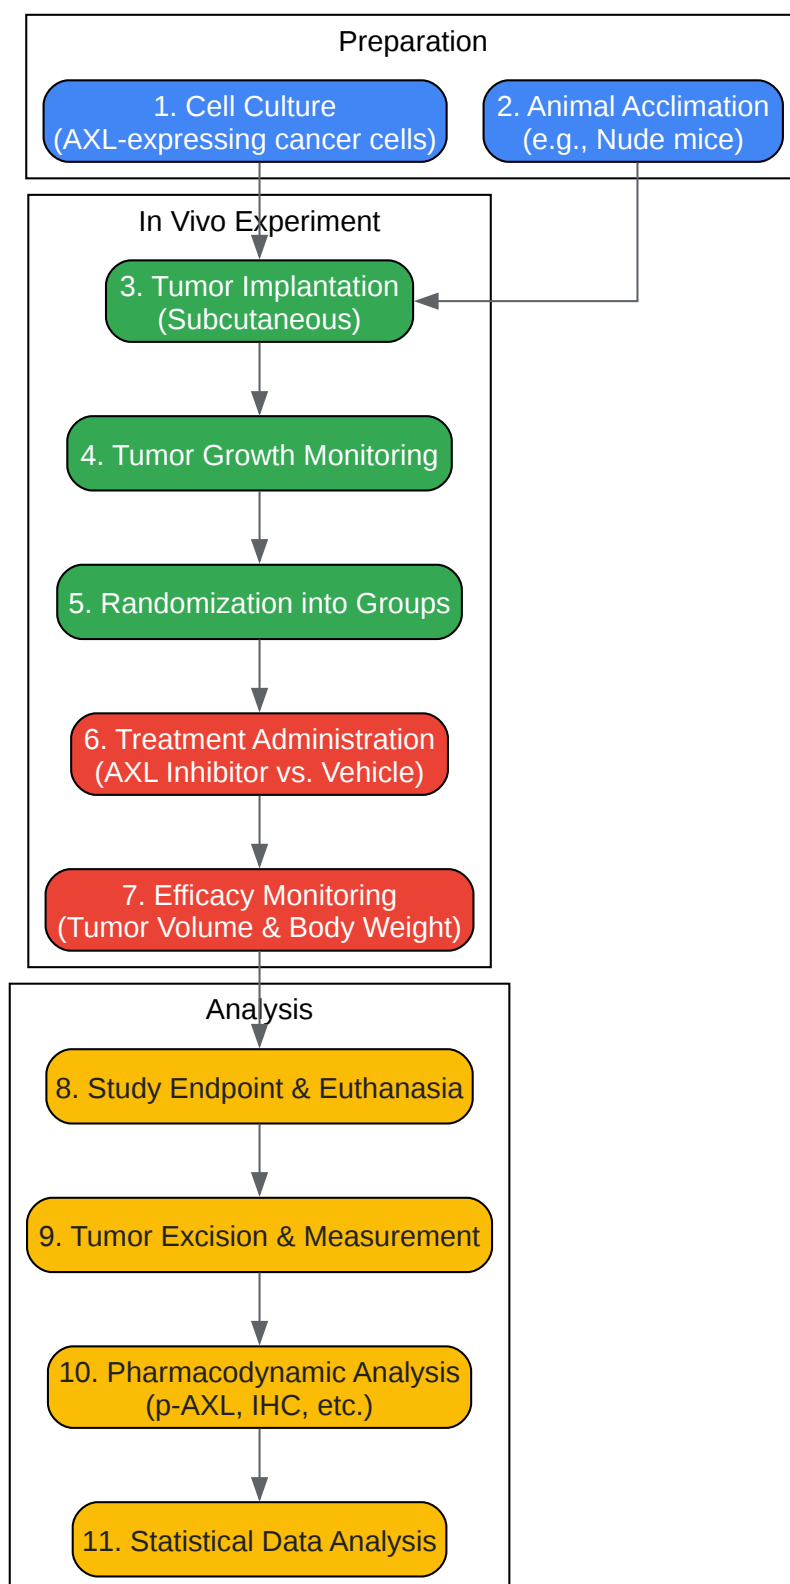 Preparation
1. Cell Culture
(AXL-expressing cancer cells)
2. Animal Acclimation
(e.g., Nude mice)
In Vivo Experiment
3. Tumor Implantation
(Subcutaneous)
4. Tumor Growth Monitoring
5. Randomization into Groups
6. Treatment Administration
(AXL Inhibitor vs. Vehicle)
7. Efficacy Monitoring
(Tumor Volume & Body Weight)
Analysis
8. Study Endpoint & Euthanasia
9. Tumor Excision & Measurement
10. Pharmacodynamic Analysis
(p-AXL, IHC, etc.)
11. Statistical Data Analysis